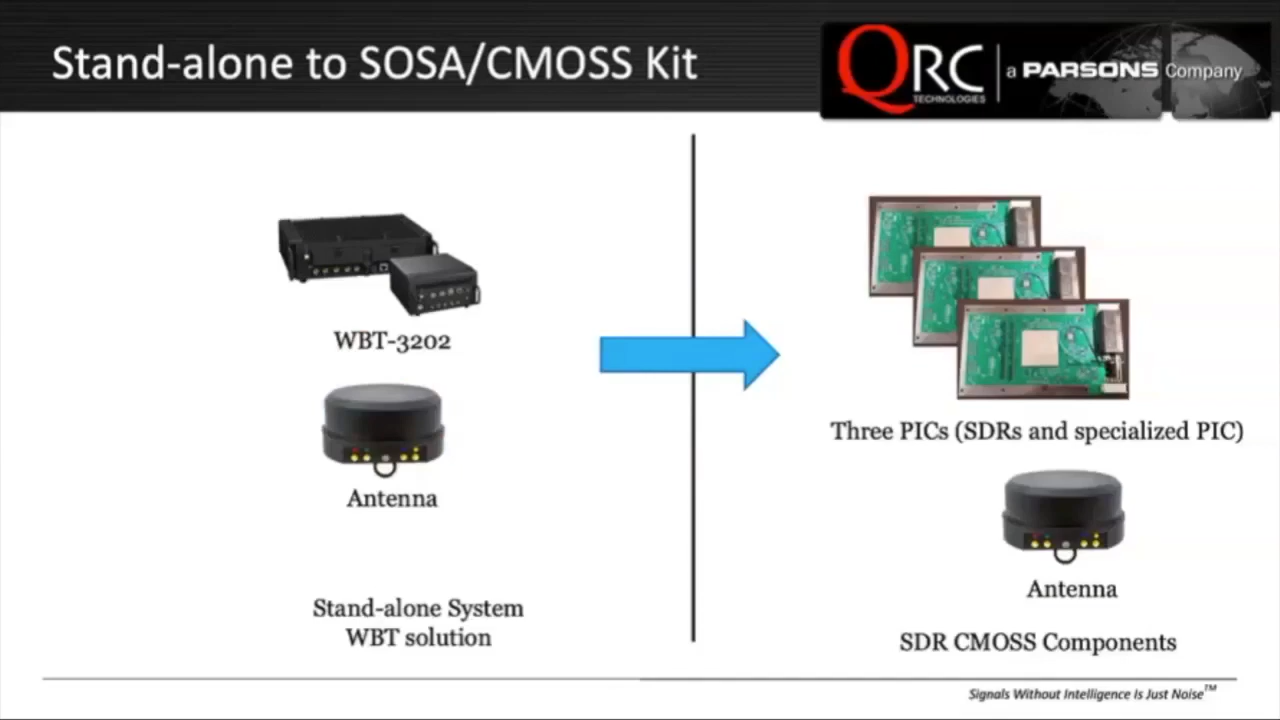 Stand-alone to SOSA/CMOSS Kit
QRC TECHNOLOGIES | a PARSONS Company
WBT-3202
Antenna
Stand-alone System
WBT solution
Three PICs (SDRs and specialized PIC)
Antenna
SDR CMOSS Components
Signals Without Intelligence Is Just Noise™